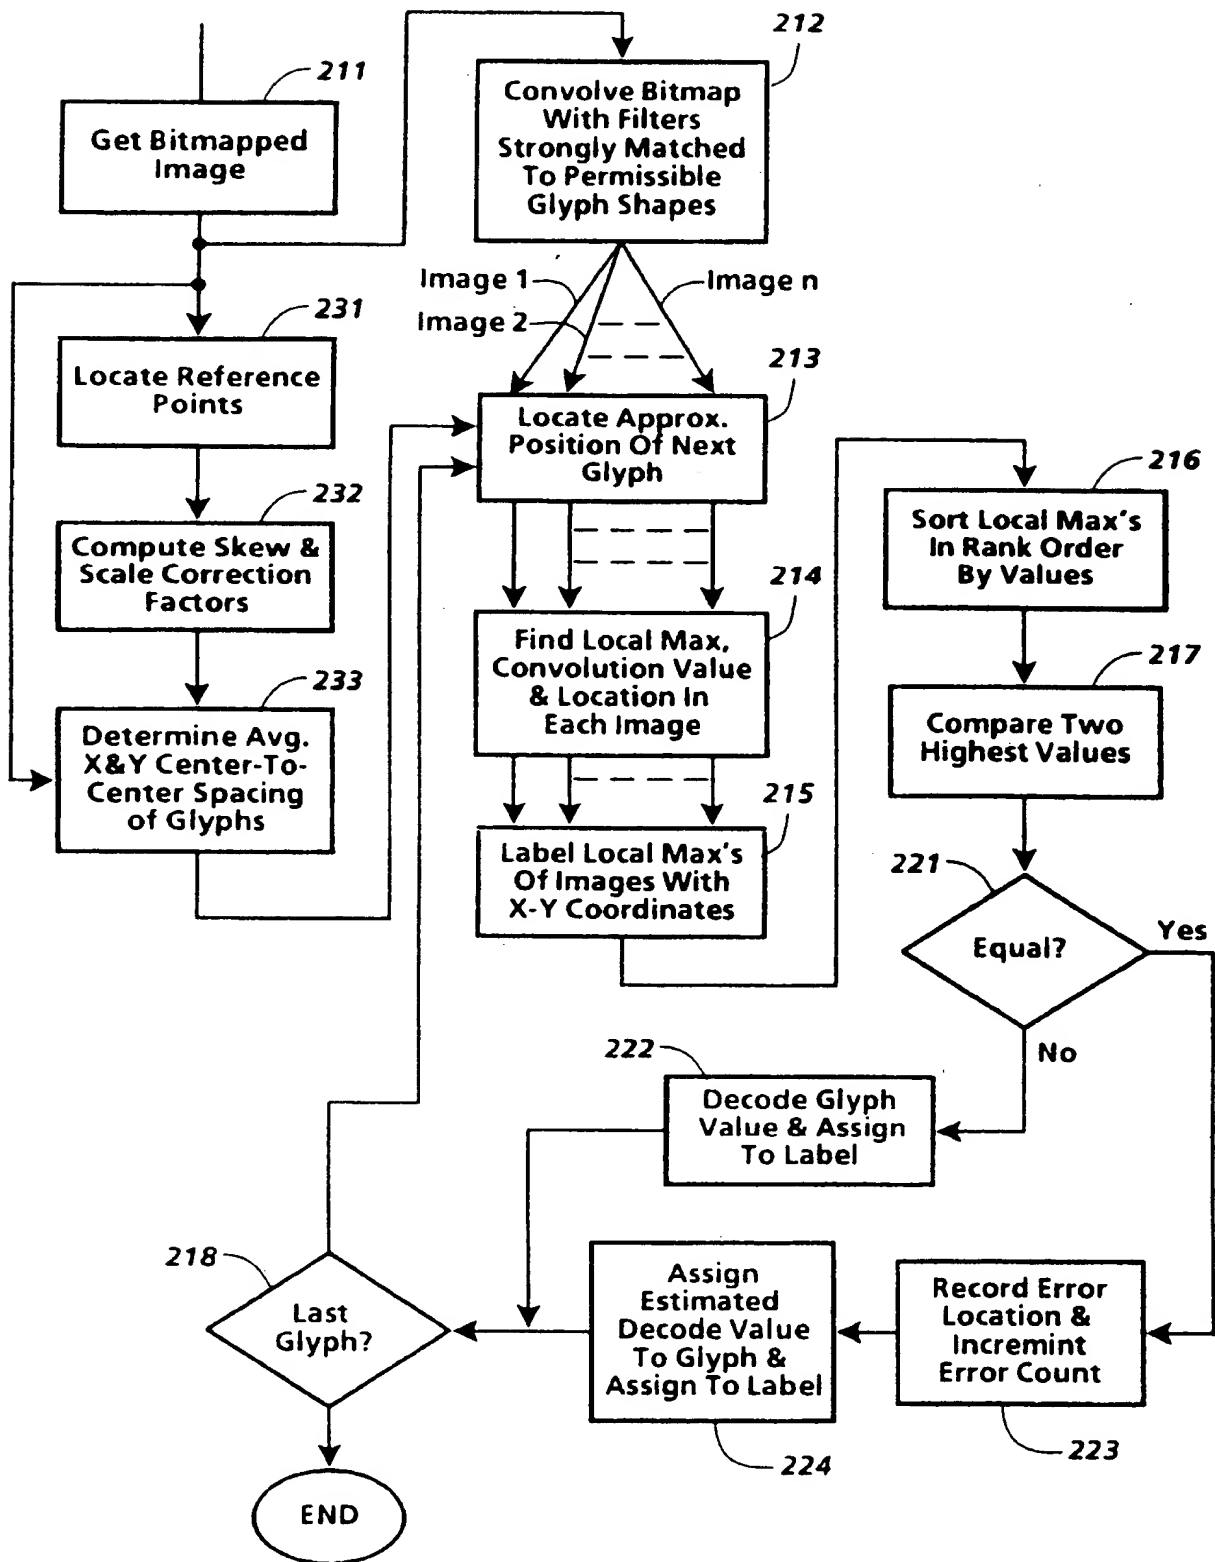 211
Get Bitmapped
Image
212
Convolve Bitmap
With Filters
Strongly Matched
To Permissible
Glyph Shapes
Image 1
Image 2
Image n
231
Locate Reference
Points
232
Compute Skew &
Scale Correction
Factors
233
Determine Avg.
X&Y Center-To-
Center Spacing
of Glyphs
213
Locate Approx.
Position Of Next
Glyph
214
Find Local Max,
Convolution Value
& Location In
Each Image
215
Label Local Max's
Of Images With
X-Y Coordinates
216
Sort Local Max's
In Rank Order
By Values
217
Compare Two
Highest Values
221
Equal?
Yes
No
222
Decode Glyph
Value & Assign
To Label
223
Record Error
Location &
Incremint
Error Count
224
Assign
Estimated
Decode Value
To Glyph &
Assign To Label
218
Last
Glyph?
END